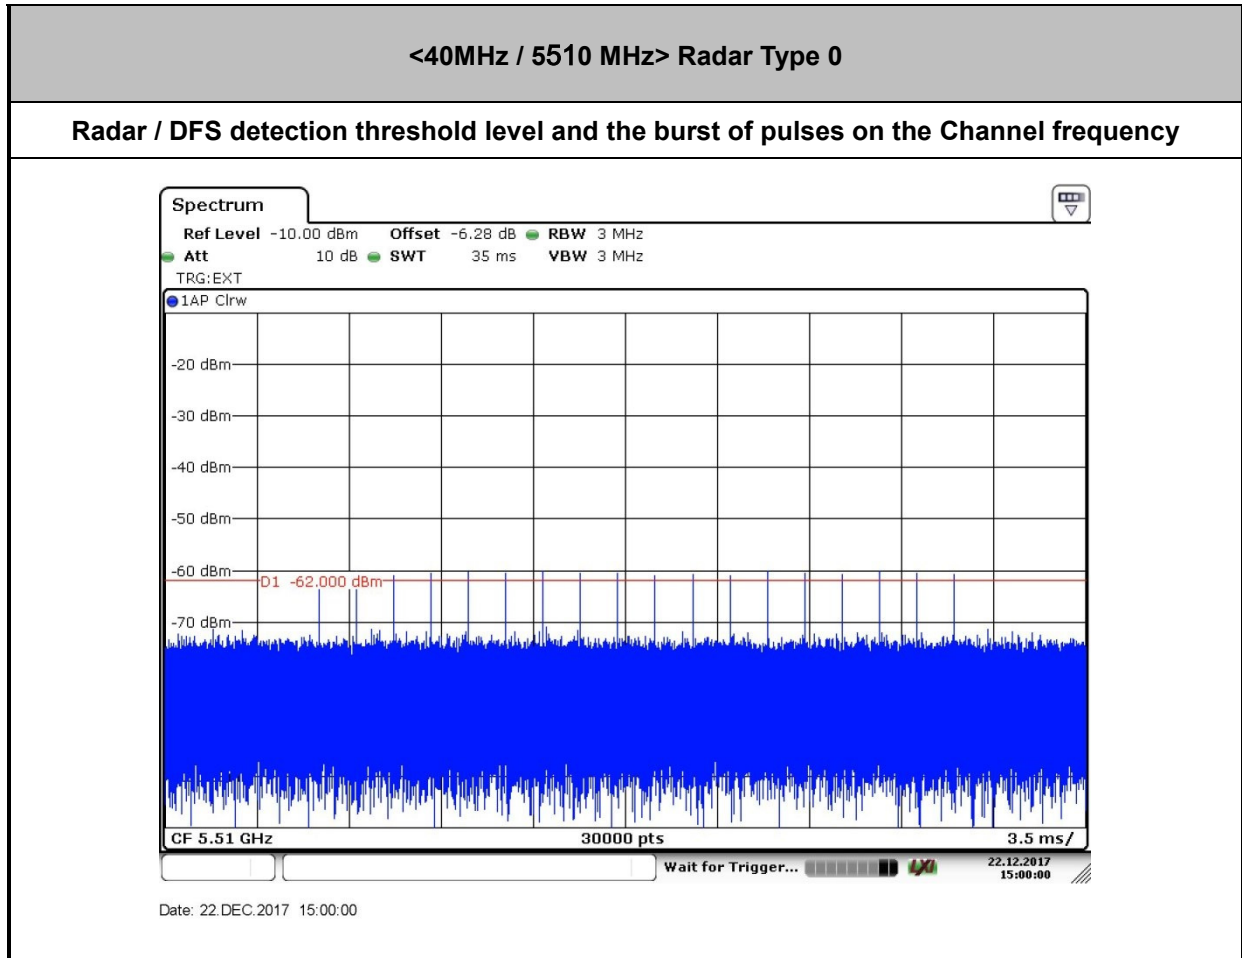 <40MHz / 5510 MHz> Radar Type 0
Radar / DFS detection threshold level and the burst of pulses on the Channel frequency
Spectrum
Ref Level -10.00 dBm Offset -6.28 dB RBW 3 MHz
Att 10 dB SWT 35 ms VBW 3 MHz
TRG:EXT
1AP Clrw
-20 dBm
-30 dBm
-40 dBm
-50 dBm
-60 dBm
D1 -62.000 dBm
-70 dBm
CF 5.51 GHz 30000 pts 3.5 ms/
Wait for Trigger... LXI 22.12.2017
15:00:00
Date: 22.DEC.2017 15:00:00